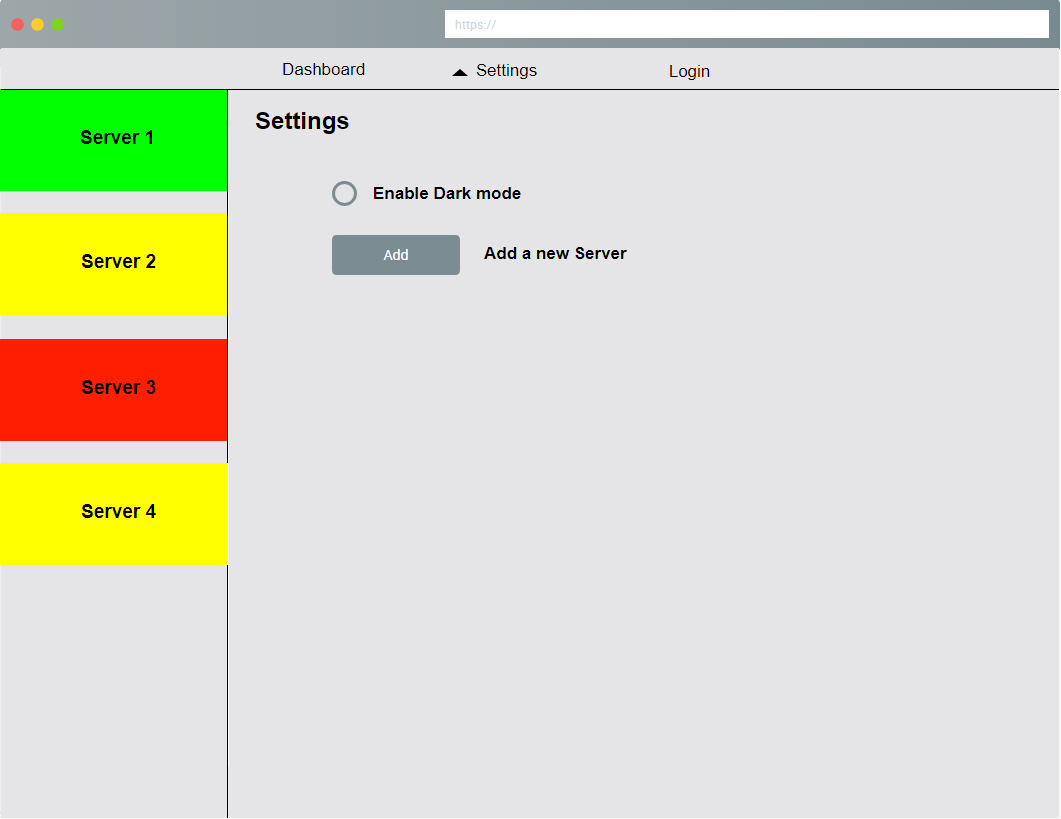 https://
Dashboard
Settings
Login
Server 1
Server 2
Server 3
Server 4
Settings
Enable Dark mode
Add
Add a new Server